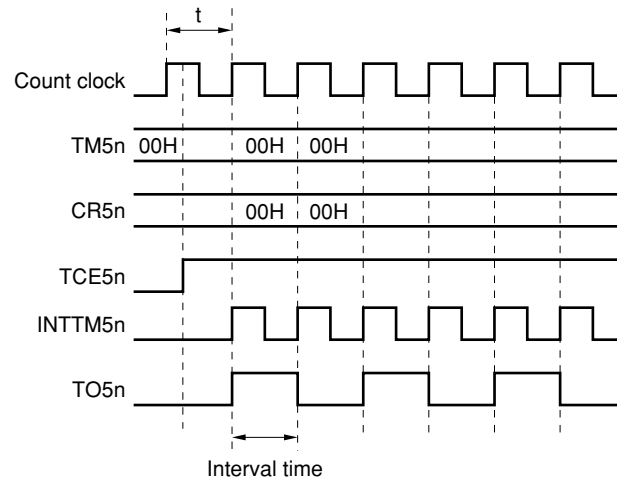 t
Count clock
TM5n 00H 00H 00H
CR5n 00H 00H
TCE5n
INTTM5n
TO5n
Interval time